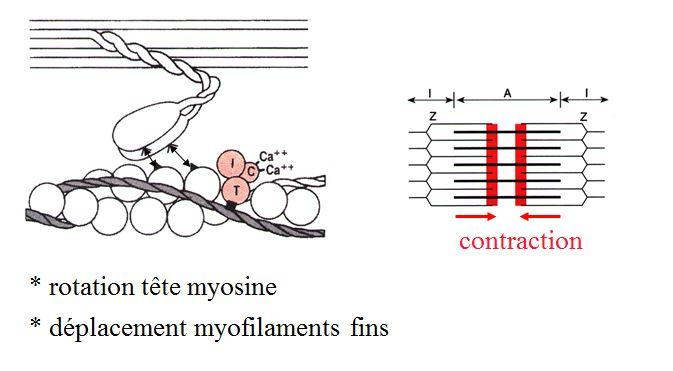 I A I
Z Z
I
Ca++
C
Ca++
T
contraction
* rotation tête myosine
* déplacement myofilaments fins